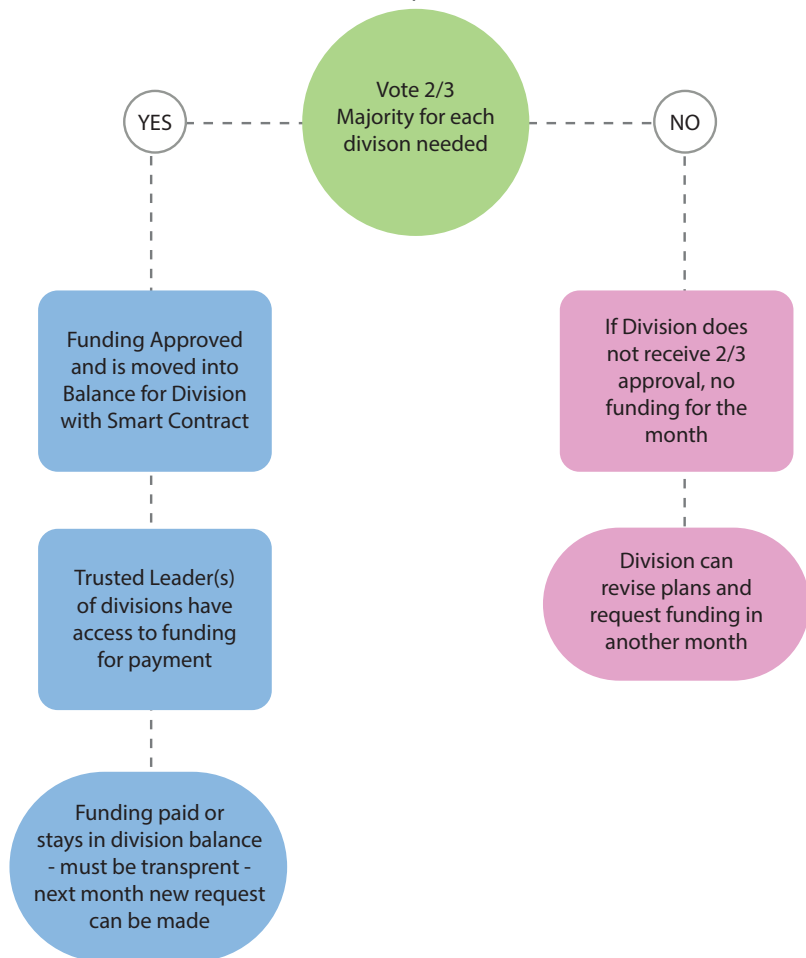 Vote 2/3
Majority for each
divison needed
YES
NO
Funding Approved
and is moved into
Balance for Division
with Smart Contract
If Division does
not receive 2/3
approval, no
funding for the
month
Trusted Leader(s)
of divisions have
access to funding
for payment
Division can
revise plans and
request funding in
another month
Funding paid or
stays in division balance
- must be transprent -
next month new request
can be made